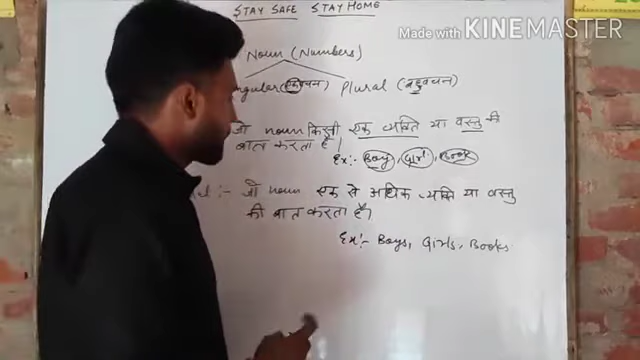 STAY SAFE STAY HOME
Made with KINEMASTER
Noun (Numbers)
gular (एकवचन) Plural (बहुवचन)
जो noun किसी एक व्यक्ति या वस्तु की
बात करता है।
Ex:- Boy, Girl, Book
:- जो noun एक से अधिक व्यक्ति या वस्तु
की बात करता है।
Ex:- Boys, Girls, Books